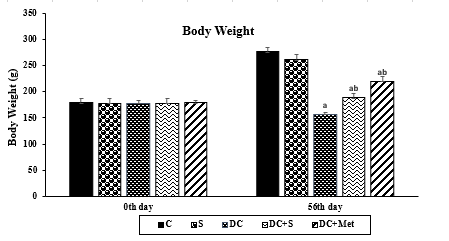 Body Weight
350
300
250
200
150
100
50
0
Body Weight (g)
a
ab
ab
0th day
56th day
C S DC DC+S DC+Met